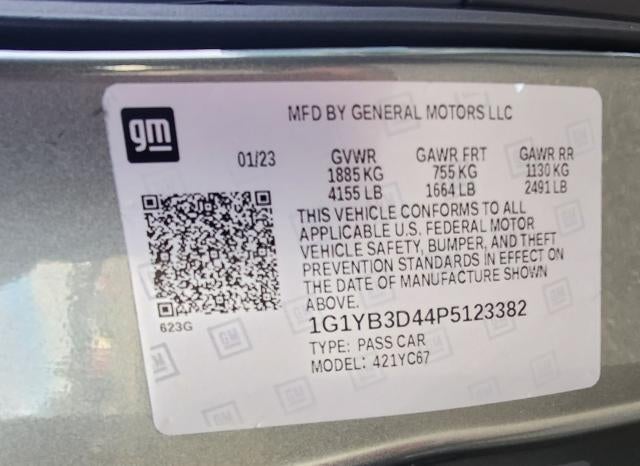 gm
MFD BY GENERAL MOTORS LLC
01/23
GVWR GAWR FRT GAWR RR
1885 KG 755 KG 1130 KG
4155 LB 1664 LB 2491 LB
THIS VEHICLE CONFORMS TO ALL
APPLICABLE U.S. FEDERAL MOTOR
VEHICLE SAFETY, BUMPER, AND THEFT
PREVENTION STANDARDS IN EFFECT ON
THE DATE OF MANUFACTURE SHOWN
ABOVE.
623G
1G1YB3D44P5123382
TYPE: PASS CAR
MODEL: 421YC67